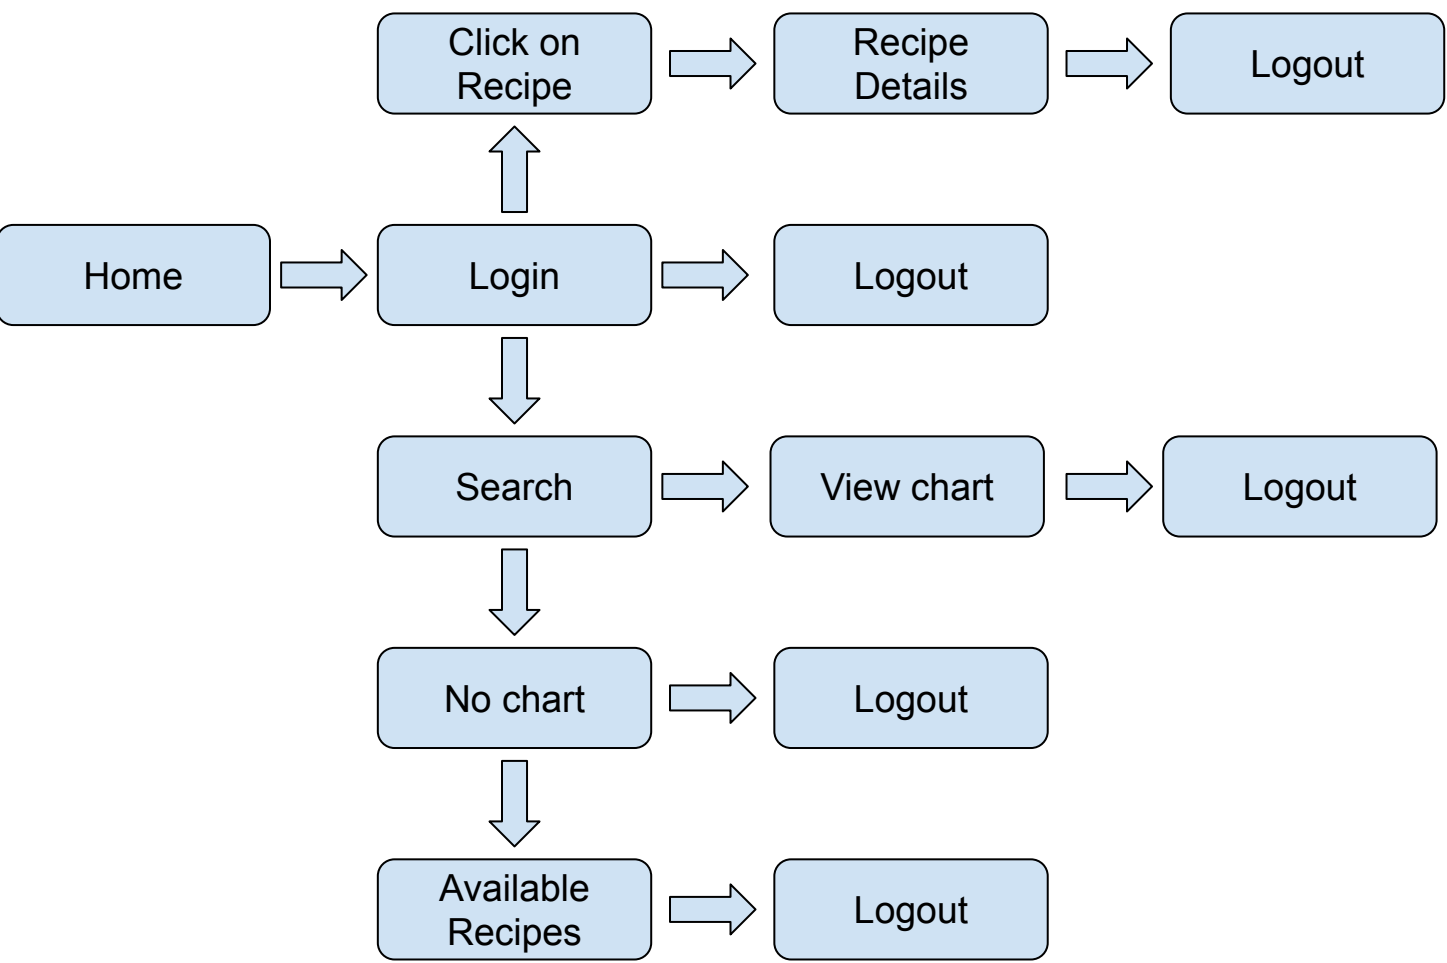 Click on
Recipe
Recipe
Details
Logout
Home
Login
Logout
Search
View chart
Logout
No chart
Logout
Available
Recipes
Logout